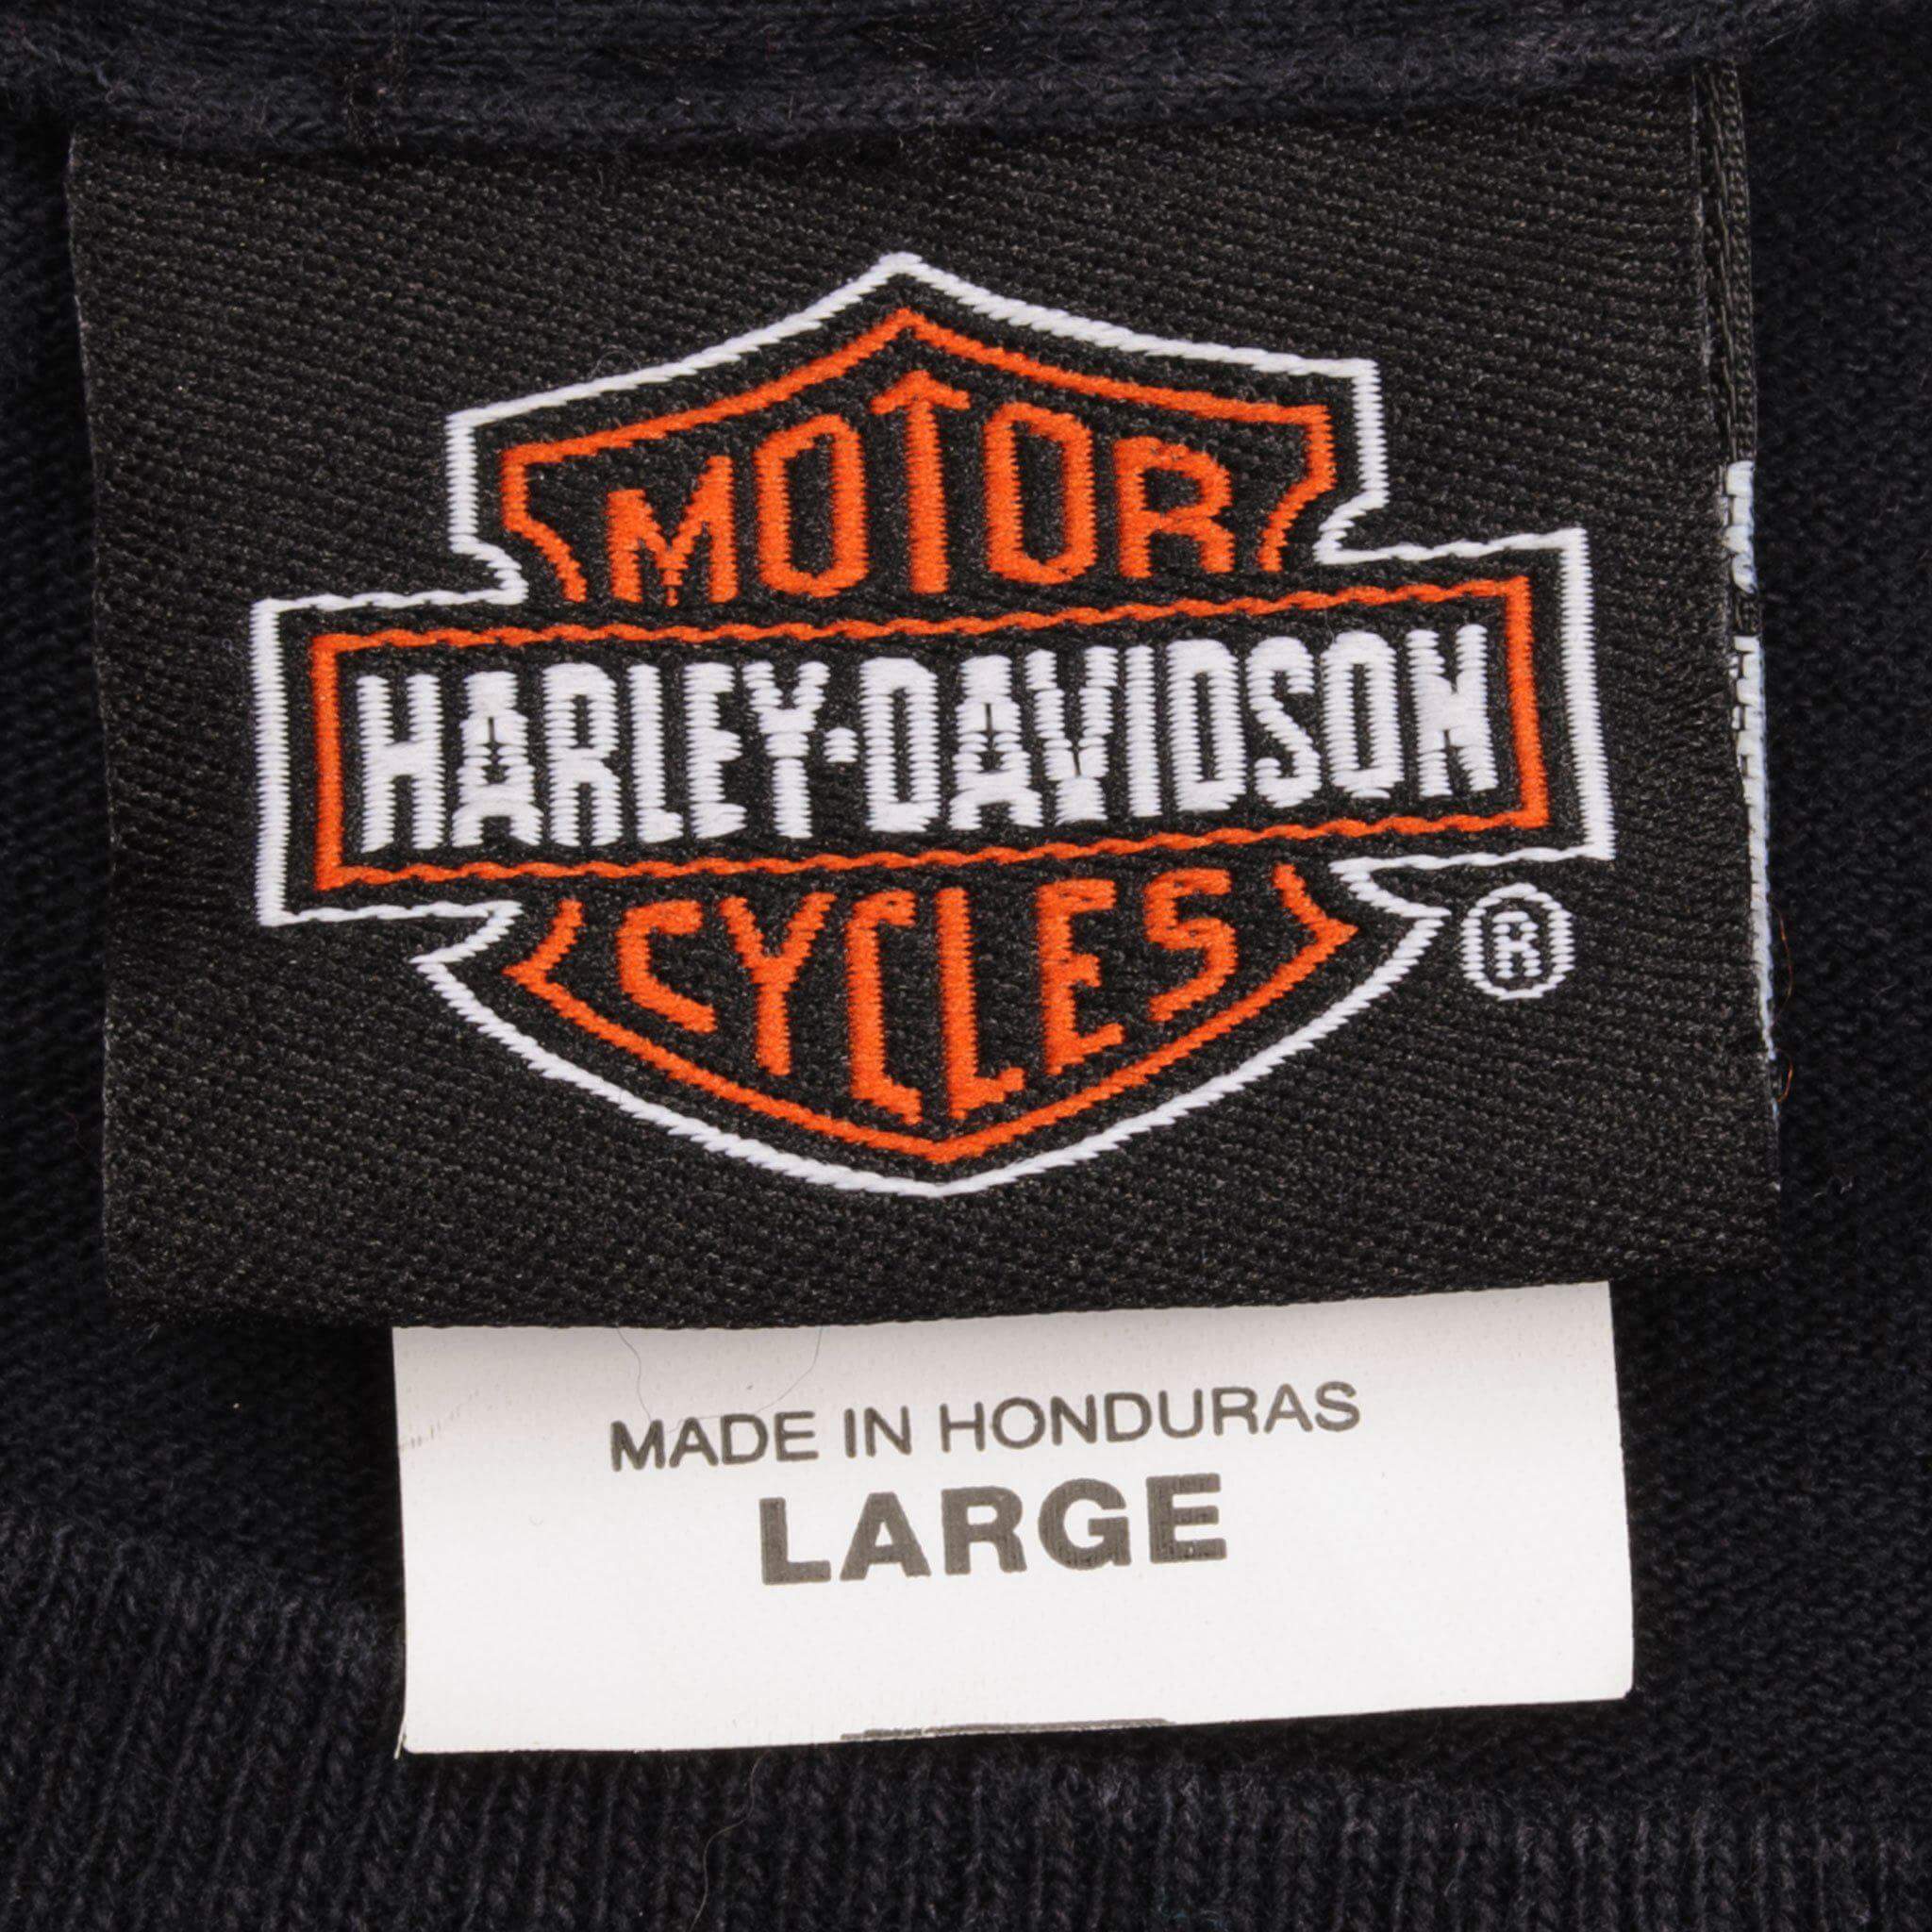 MOTOR
HARLEY-DAVIDSON
CYCLES
®
MADE IN HONDURAS
LARGE